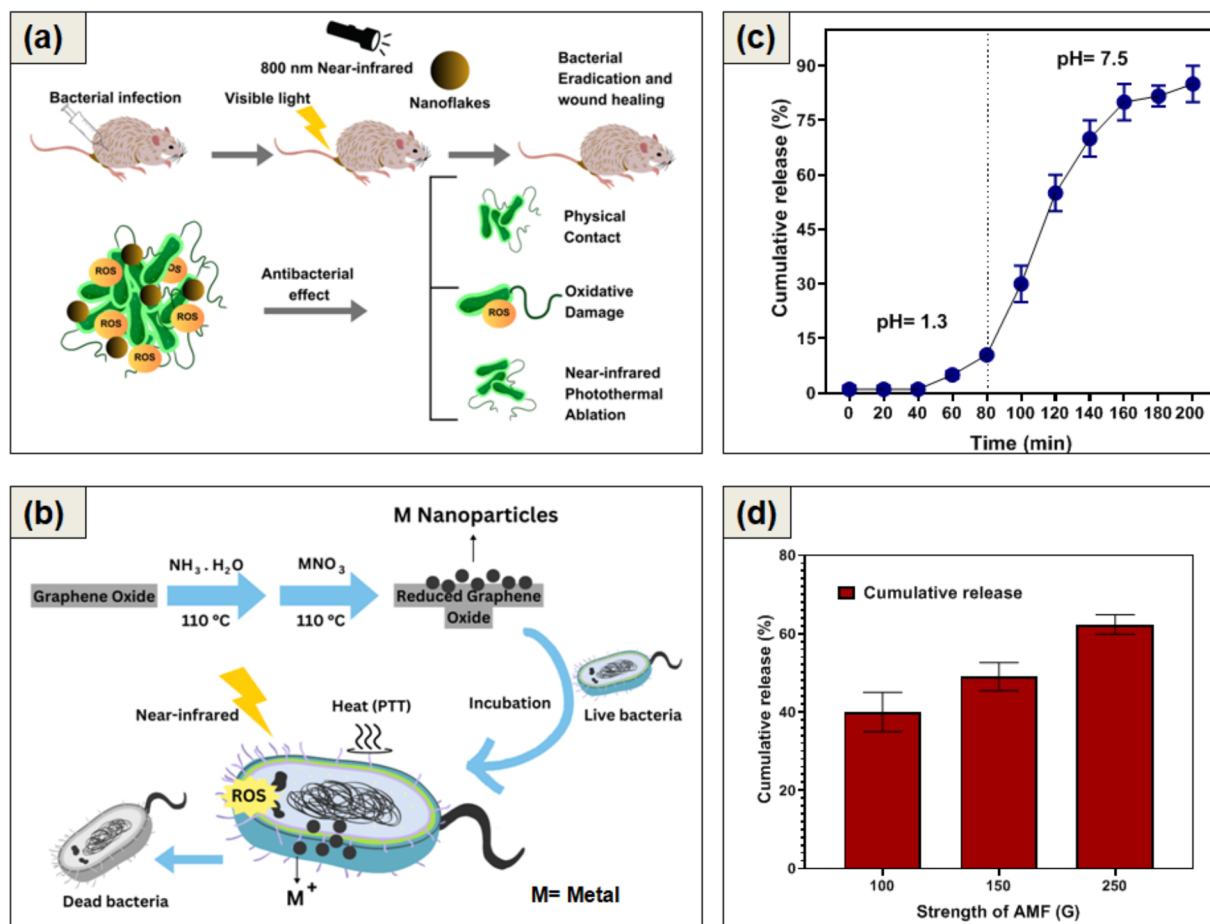 (a)
800 nm Near-infrared
Bacterial infection
Visible light
Nanoflakes
Bacterial
Eradication and
wound healing
ROS
OS
ROS
ROS
ROS
Antibacterial
effect
Physical
Contact
ROS
Oxidative
Damage
Near-infrared
Photothermal
Ablation
(b)
M Nanoparticles
Graphene Oxide
NH3 . H2O
110 °C
MNO3
110 °C
Reduced Graphene
Oxide
Near-infrared
Heat (PTT)
Incubation
Live bacteria
ROS
Dead bacteria
M+
M= Metal
(c)
Cumulative release (%)
90
75
60
45
30
15
0
pH= 1.3
pH= 7.5
0 20 40 60 80 100 120 140 160 180 200
Time (min)
(d)
Cumulative release (%)
80
60
40
20
0
Cumulative release
100 150 250
Strength of AMF (G)